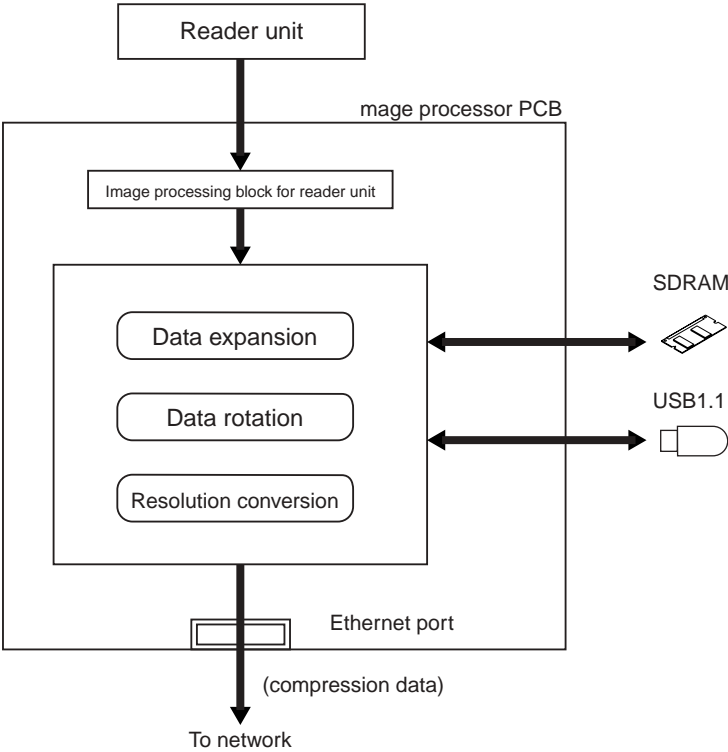 Reader unit
mage processor PCB
Image processing block for reader unit
SDRAM
Data expansion
USB1.1
Data rotation
Resolution conversion
Ethernet port
(compression data)
To network